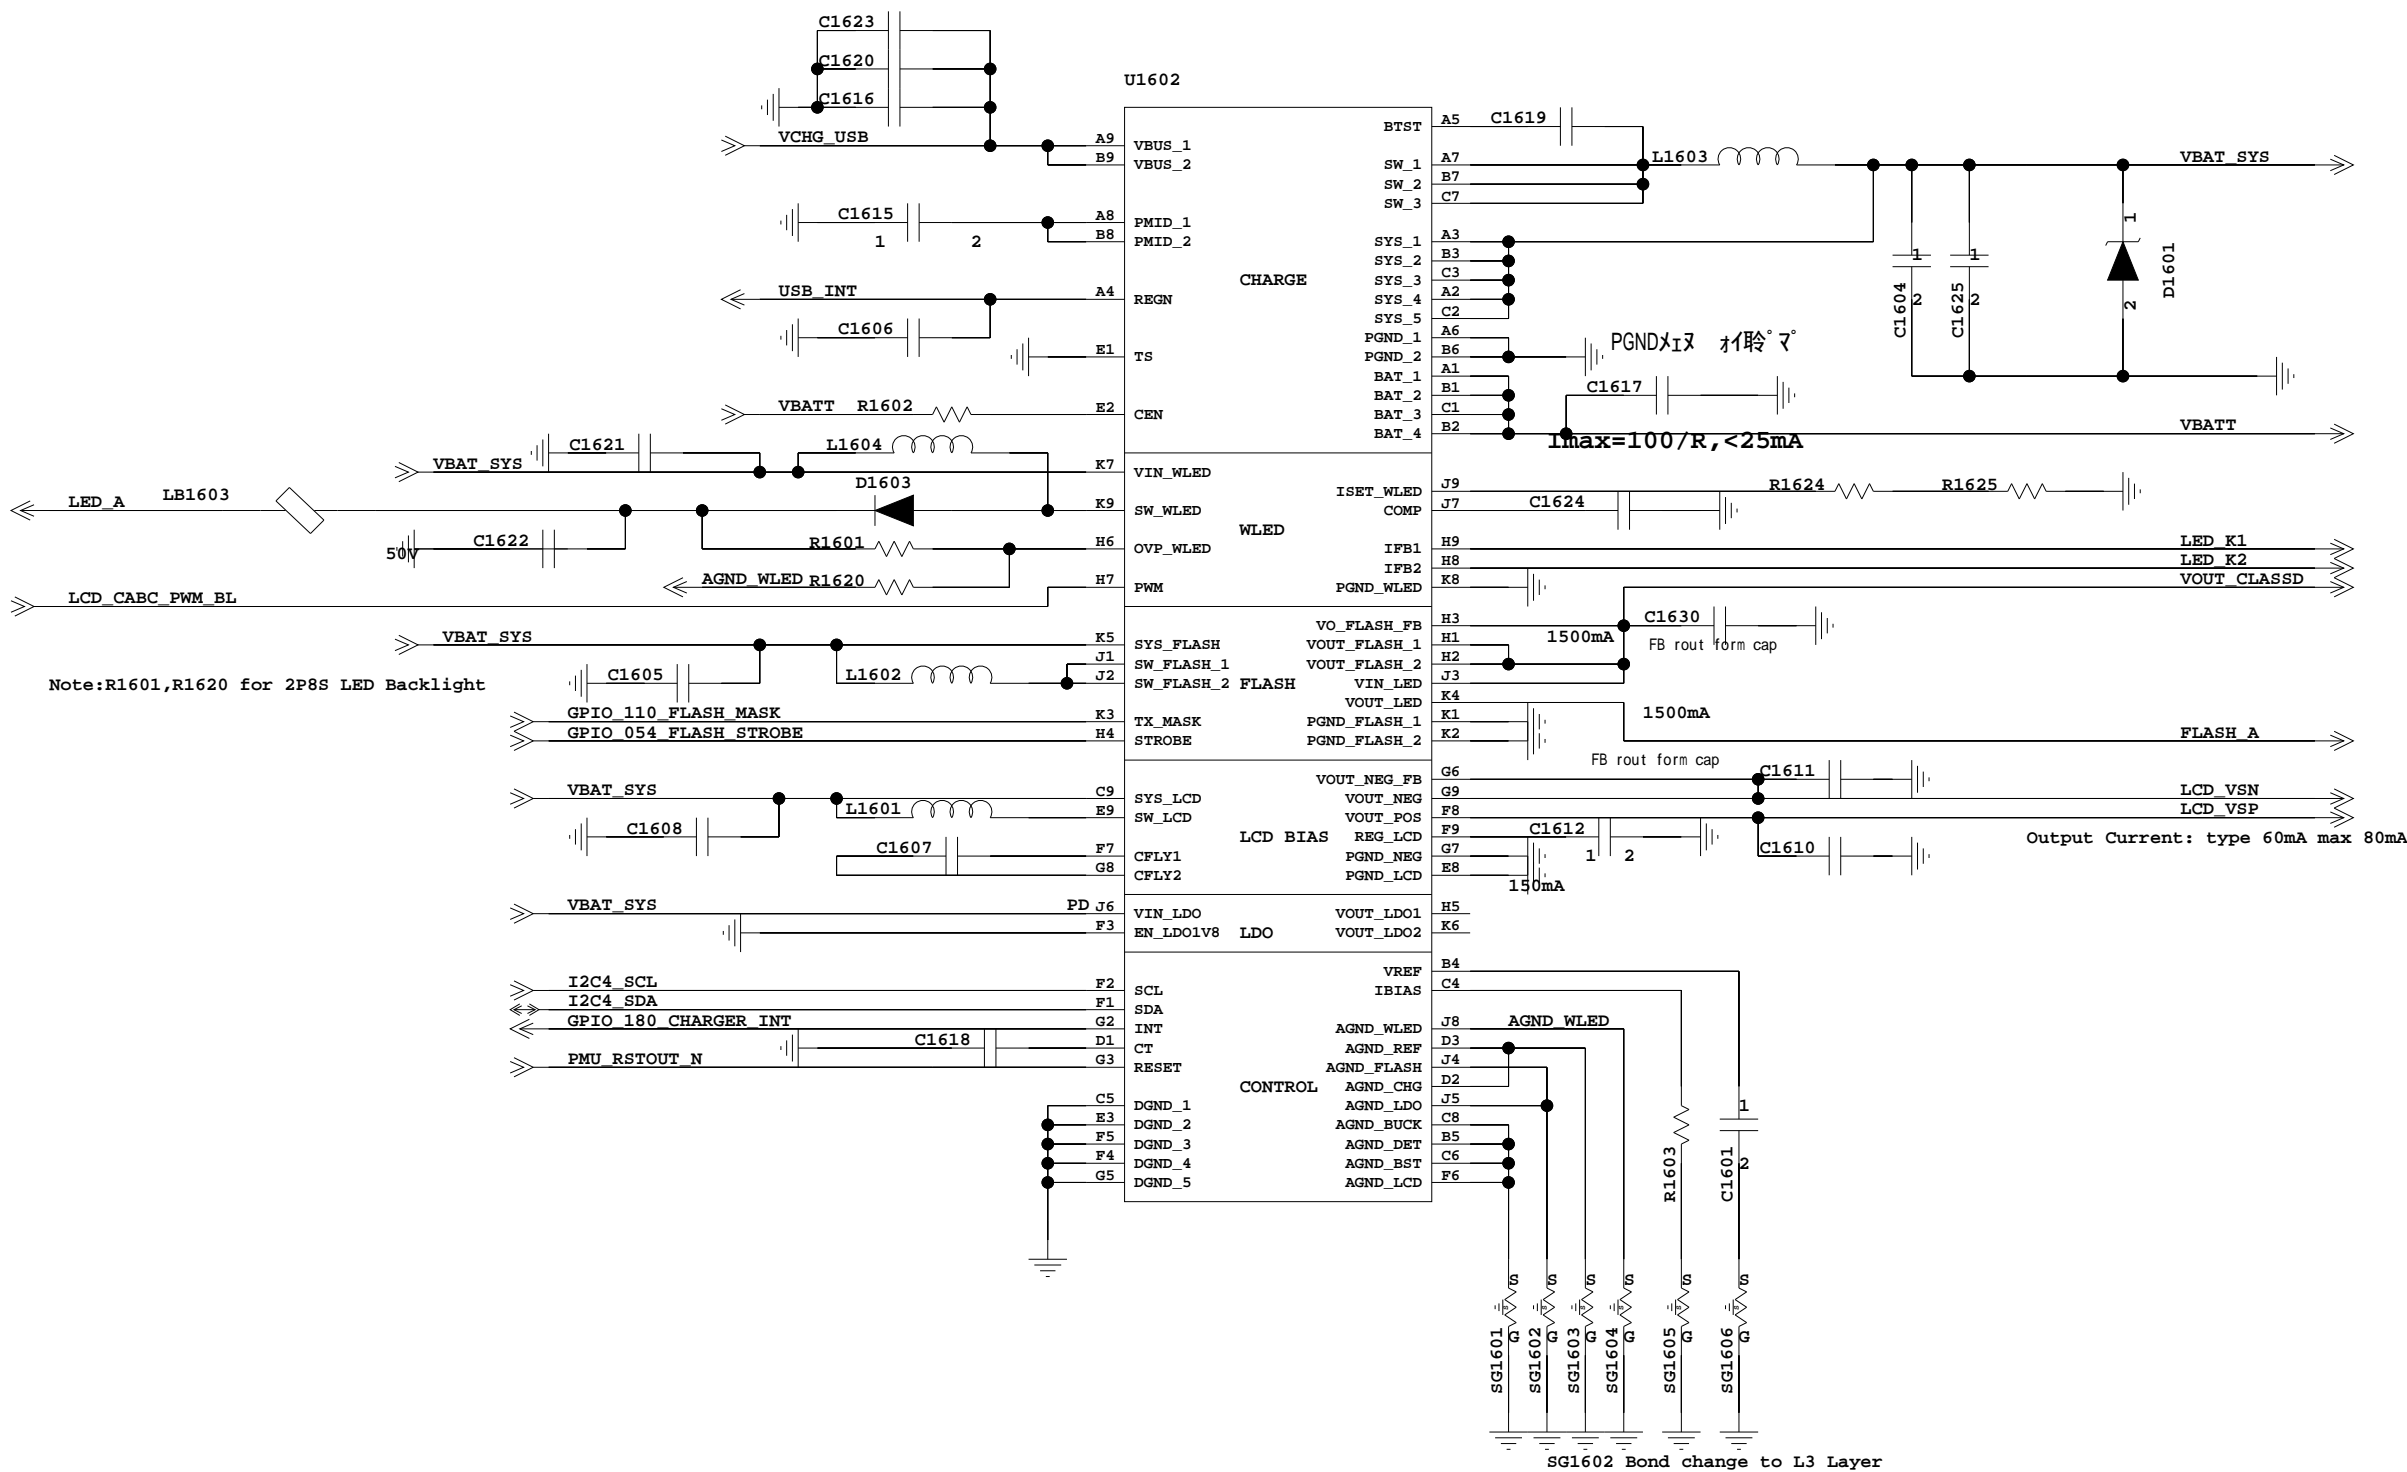 C1623
C1620
C1616
U1602
VCHG_USB A9 VBUS_1 BTST A5 C1619
B9 VBUS_2 SW_1 A7 L1603 VBAT_SYS
SW_2 B7
SW_3 C7
C1615 A8 PMID_1
1 2 B8 PMID_2 SYS_1 A3 1
SYS_2 B3 1 1
CHARGE SYS_3 C3 D1601
USB_INT A4 REGN SYS_4 A2 C1604 2 C1625 2 2
SYS_5 C2
C1606 PGND_1 A6
E1 TS PGND_2 B6 PGND
BAT_1 A1
BAT_2 B1 C1617
VBATT R1602 E2 CEN BAT_3 C1
BAT_4 B2 VBATT
Imax=100/R,<25mA
C1621 L1604
VBAT_SYS K7 VIN_WLED
D1603 ISET_WLED J9 R1624 R1625
LED_A LB1603 K9 SW_WLED COMP J7 C1624
WLED
50V C1622 R1601 H6 OVP_WLED IFB1 H9 LED_K1
IFB2 H8 LED_K2
AGND_WLED R1620 H7 PWM PGND_WLED K8 VOUT_CLASSD
LCD_CABC_PWM_BL
VO_FLASH_FB H3 C1630
VBAT_SYS K5 SYS_FLASH VOUT_FLASH_1 H1 1500mA FB rout form cap
J1 SW_FLASH_1 VOUT_FLASH_2 H2
C1605 L1602 J2 SW_FLASH_2 FLASH VIN_LED J3
Note:R1601,R1620 for 2P8S LED Backlight
VOUT_LED K4 1500mA
GPIO_110_FLASH_MASK K3 TX_MASK PGND_FLASH_1 K1
GPIO_054_FLASH_STROBE H4 STROBE PGND_FLASH_2 K2 FLASH_A
FB rout form cap
VOUT_NEG_FB G6 C1611
VBAT_SYS C9 SYS_LCD VOUT_NEG G9 LCD_VSN
L1601 E9 SW_LCD VOUT_POS F8 LCD_VSP
C1608 LCD BIAS REG_LCD F9 C1612 Output Current: type 60mA max 80mA
C1607 F7 CFLY1 PGND_NEG G7 1 2 C1610
G8 CFLY2 PGND_LCD E8
150mA
VBAT_SYS PD J6 VIN_LDO VOUT_LDO1 H5
F3 EN_LDO1V8 LDO VOUT_LDO2 K6
VREF B4
I2C4_SCL F2 SCL IBIAS C4
I2C4_SDA F1 SDA
GPIO_180_CHARGER_INT G2 INT AGND_WLED J8 AGND_WLED
C1618 D1 CT AGND_REF D3
PMU_RSTOUT_N G3 RESET AGND_FLASH J4
CONTROL AGND_CHG D2
C5 DGND_1 AGND_LDO J5 1
E3 DGND_2 AGND_BUCK C8
F5 DGND_3 AGND_DET B5
F4 DGND_4 AGND_BST C6 R1603 C1601 2
G5 DGND_5 AGND_LCD F6
S S S S S S
G G G G G G
SG1601 SG1602 SG1603 SG1604 SG1605 SG1606
SG1602 Bond change to L3 Layer